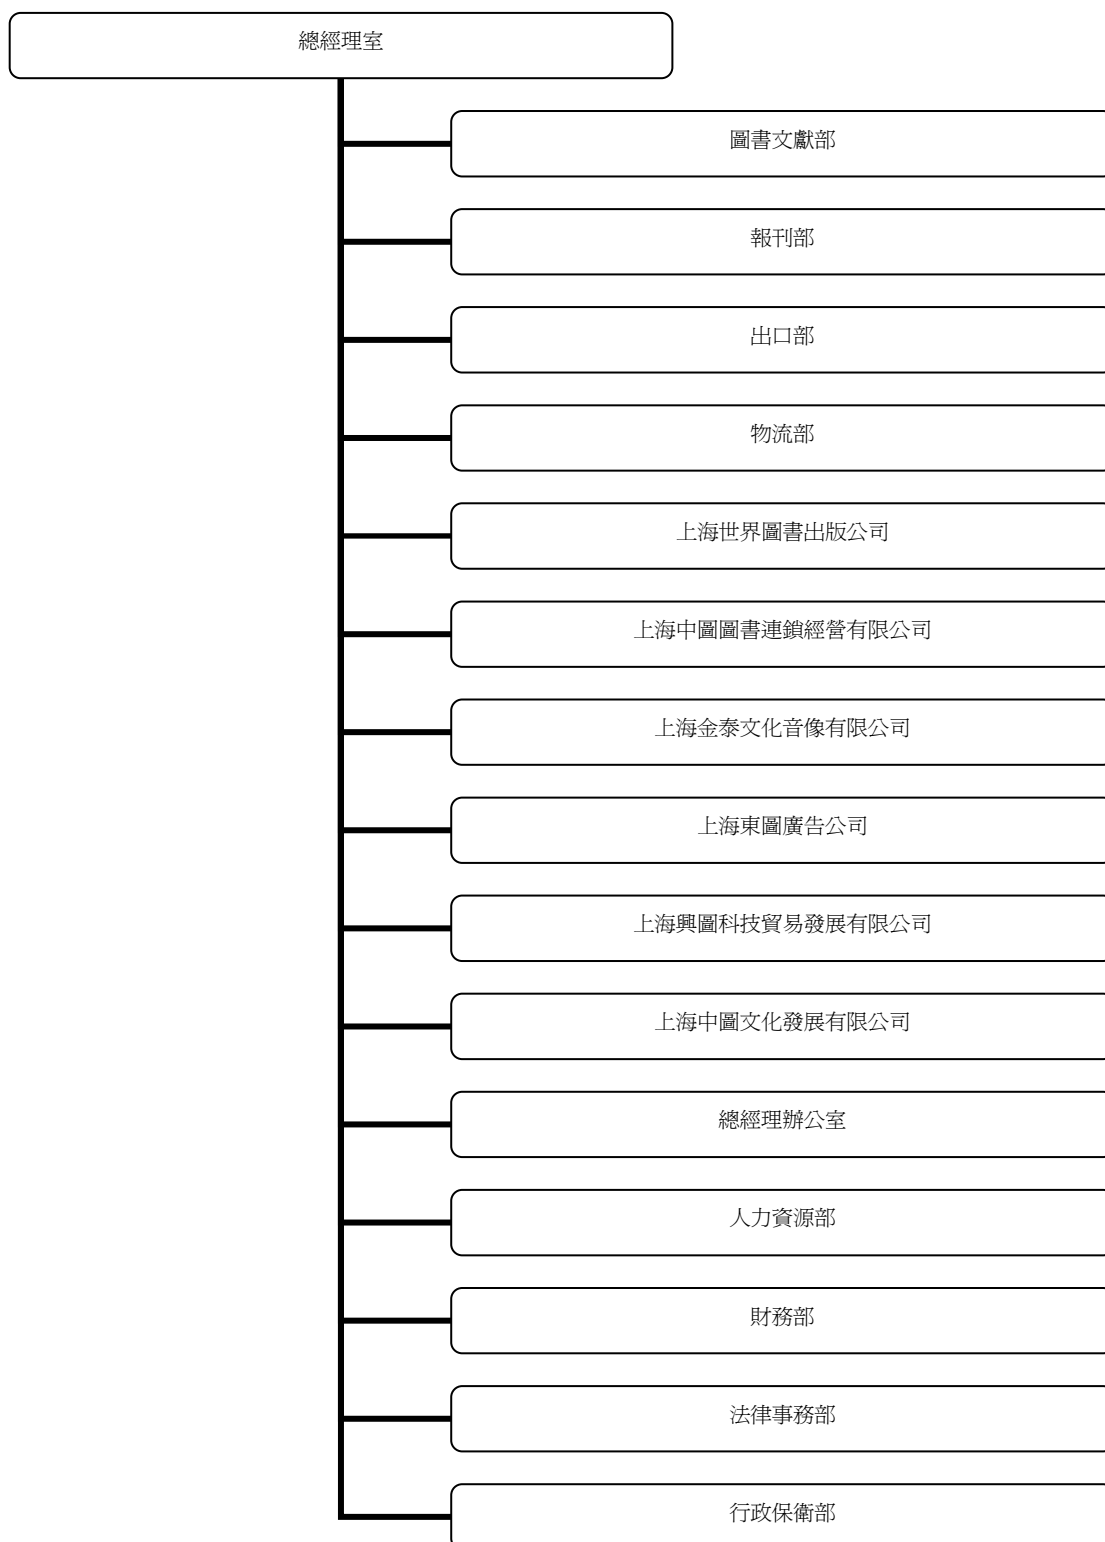 總經理室
圖書文獻部
報刊部
出口部
物流部
上海世界圖書出版公司
上海中圖圖書連鎖經營有限公司
上海金泰文化音像有限公司
上海東圖廣告公司
上海興圖科技貿易發展有限公司
上海中圖文化發展有限公司
總經理辦公室
人力資源部
財務部
法律事務部
行政保衛部